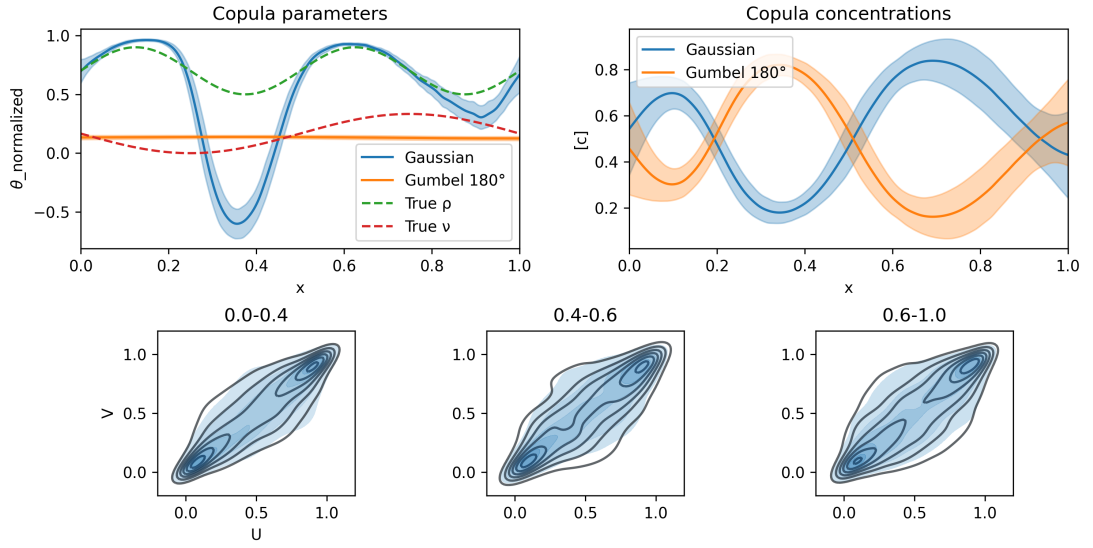 Copula parameters
θ_normalized
1.0
0.5
0.0
−0.5
Gaussian
Gumbel 180°
True ρ
True ν
0.0 0.2 0.4 0.6 0.8 1.0
x
Copula concentrations
[c]
0.8
0.6
0.4
0.2
Gaussian
Gumbel 180°
0.0 0.2 0.4 0.6 0.8 1.0
x
0.0-0.4
V
1.0
0.5
0.0
0.0 0.5 1.0
U
0.4-0.6
1.0
0.5
0.0
0.0 0.5 1.0
0.6-1.0
1.0
0.5
0.0
0.0 0.5 1.0